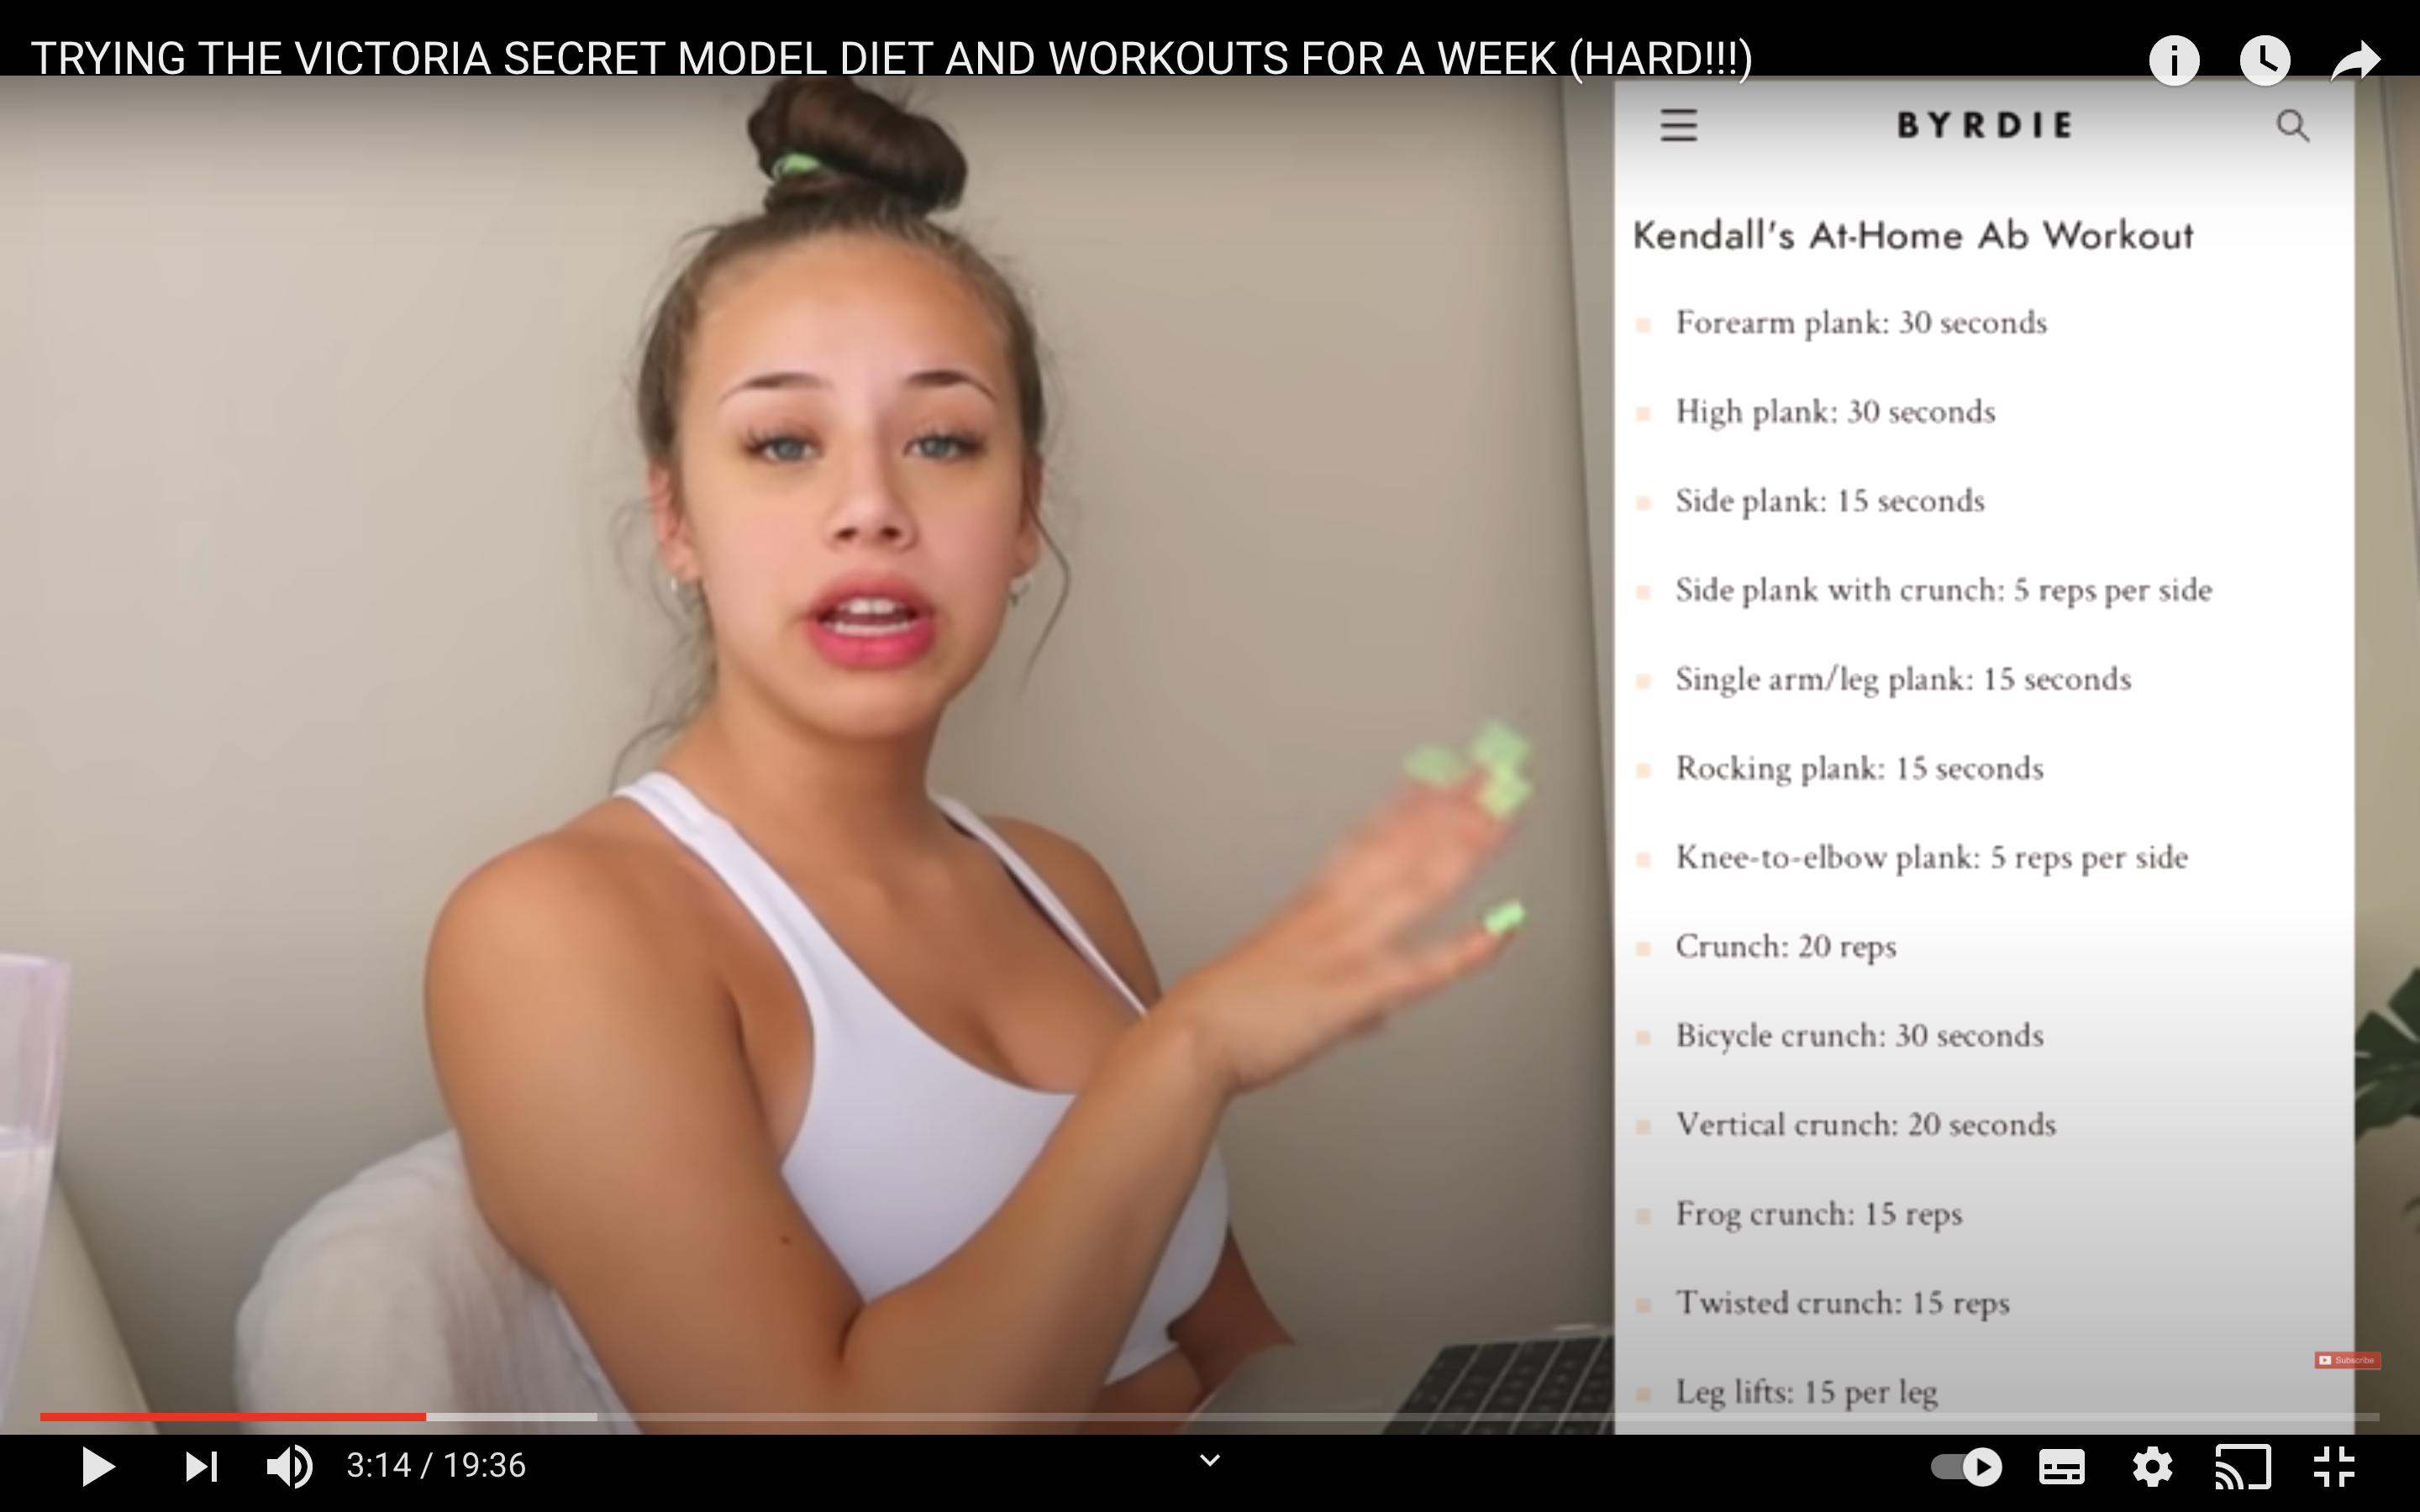 TRYING THE VICTORIA SECRET MODEL DIET AND WORKOUTS FOR A WEEK (HARD!!!)
BYRDIE
Kendall's At-Home Ab Workout
Forearm plank: 30 seconds
High plank: 30 seconds
Side plank: 15 seconds
Side plank with crunch: 5 reps per side
Single arm/leg plank: 15 seconds
Rocking plank: 15 seconds
Knee-to-elbow plank: 5 reps per side
Crunch: 20 reps
Bicycle crunch: 30 seconds
Vertical crunch: 20 seconds
Frog crunch: 15 reps
Twisted crunch: 15 reps
Subscribe
Leg lifts: 15 per leg
3:14 / 19:36